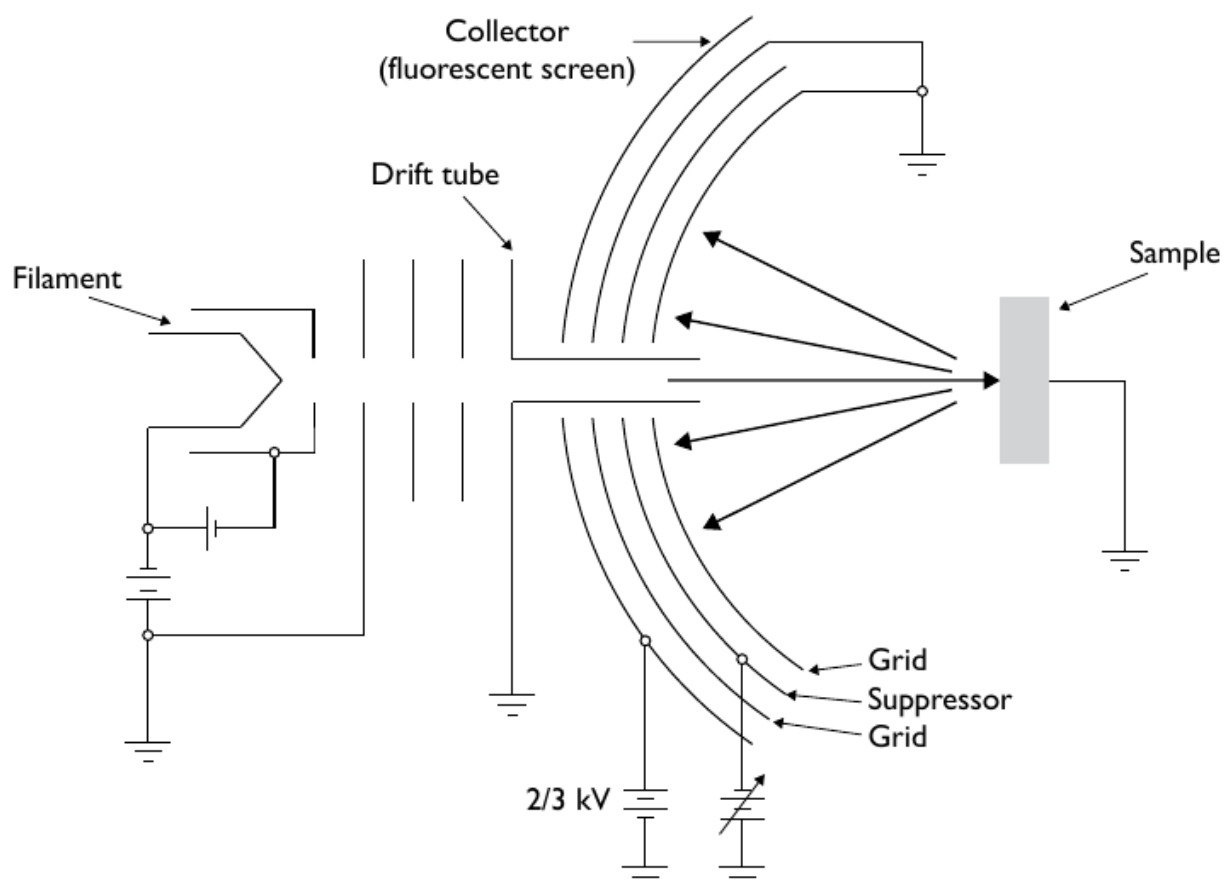 Collector
(fluorescent screen)
Drift tube
Filament
Sample
Grid
Suppressor
Grid
2/3 kV